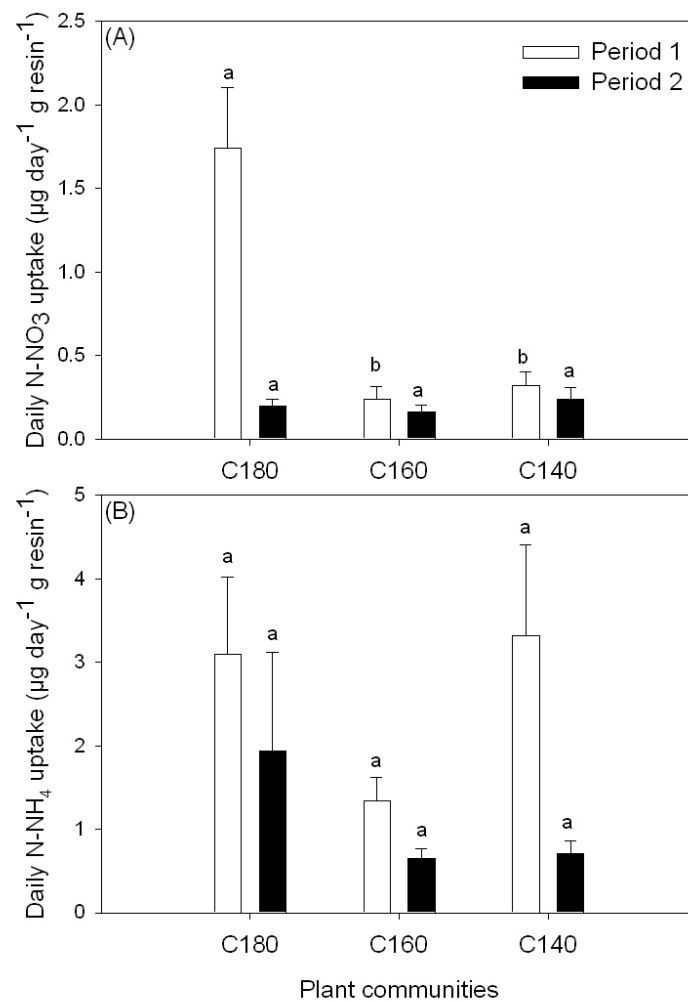 (A)
Period 1
Period 2
Daily N-NO₃ uptake (µg day⁻¹ g resin⁻¹)
2.5
2.0
1.5
1.0
0.5
0.0
a
a
b
a
b
a
C180 C160 C140
(B)
Daily N-NH₄ uptake (µg day⁻¹ g resin⁻¹)
5
4
3
2
1
0
a
a
a
a
a
a
C180 C160 C140
Plant communities